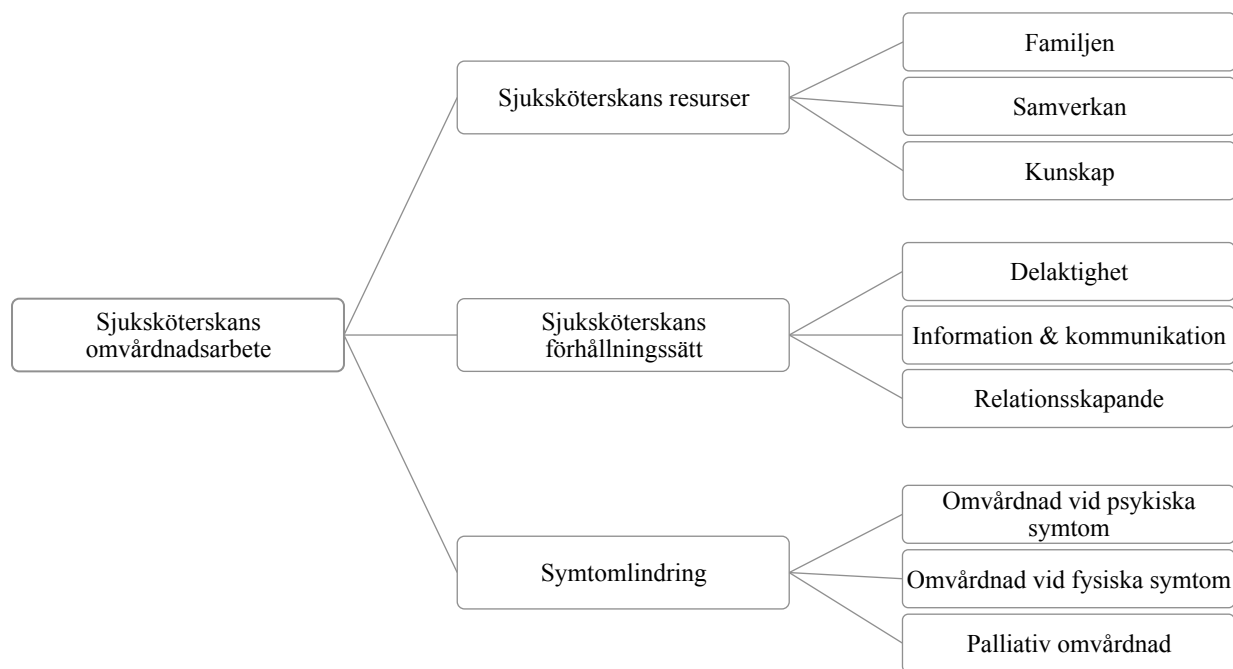 Sjuksköterskans
omvårdnadsarbete
Sjuksköterskans resurser
Familjen
Samverkan
Kunskap
Sjuksköterskans
förhållningssätt
Delaktighet
Information & kommunikation
Relationsskapande
Symtomlindring
Omvårdnad vid psykiska
symtom
Omvårdnad vid fysiska symtom
Palliativ omvårdnad